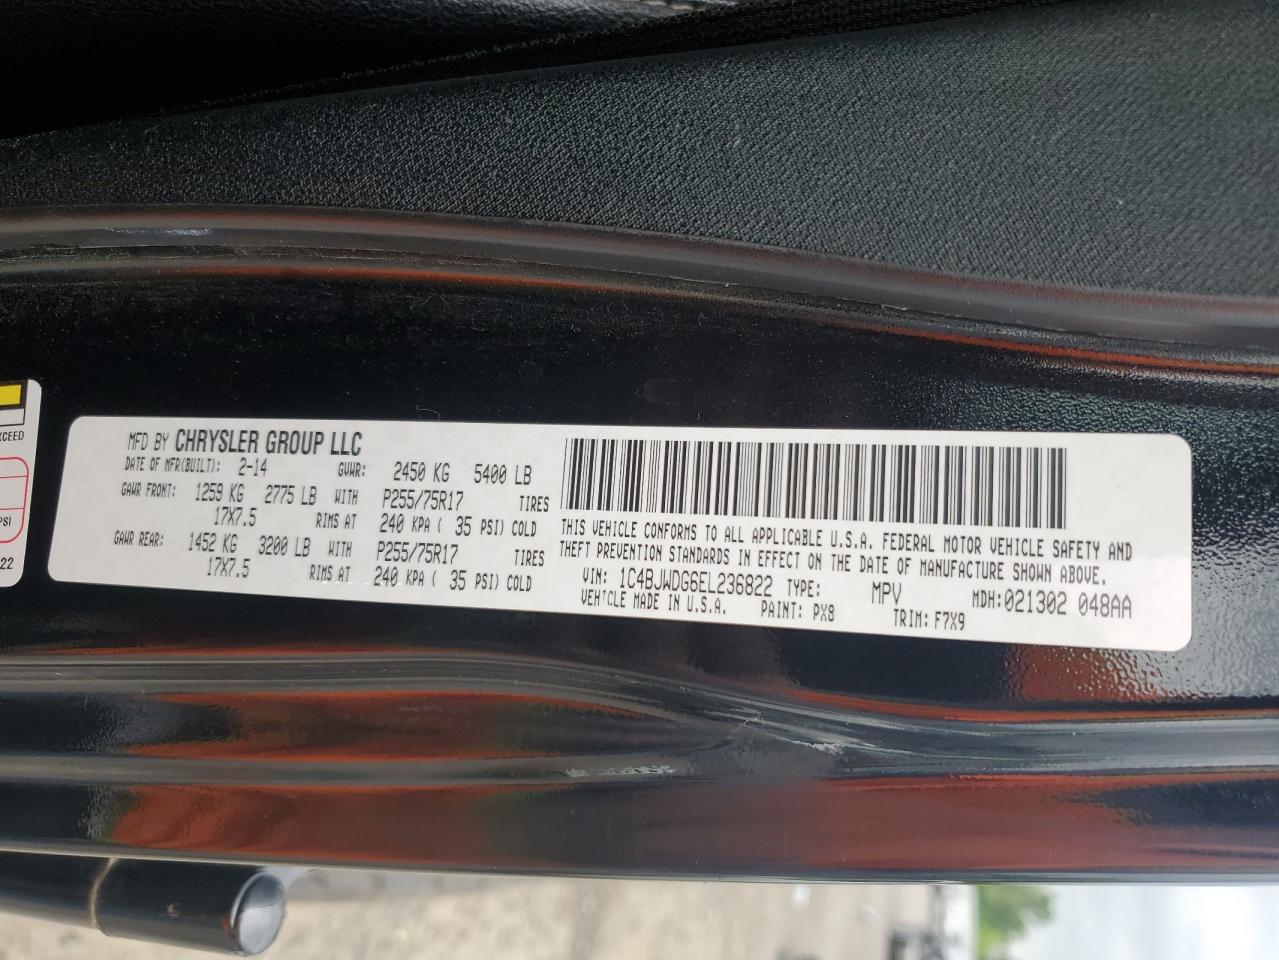 MFD BY CHRYSLER GROUP LLC
DATE OF MFR(BUILT): 2-14 GVWR: 2450 KG 5400 LB
GAWR FRONT: 1259 KG 2775 LB WITH P255/75R17 TIRES
17X7.5 RIMS AT 240 KPA ( 35 PSI) COLD
GAWR REAR: 1452 KG 3200 LB WITH P255/75R17 TIRES
17X7.5 RIMS AT 240 KPA ( 35 PSI) COLD
THIS VEHICLE CONFORMS TO ALL APPLICABLE U.S.A. FEDERAL MOTOR VEHICLE SAFETY AND
THEFT PREVENTION STANDARDS IN EFFECT ON THE DATE OF MANUFACTURE SHOWN ABOVE.
VIN: 1C4BJWDG6EL236822 TYPE: MPV MDH:021302 048AA
VEHICLE MADE IN U.S.A. PAINT: PX8 TRIM: F7X9
XCEED
PSI
22